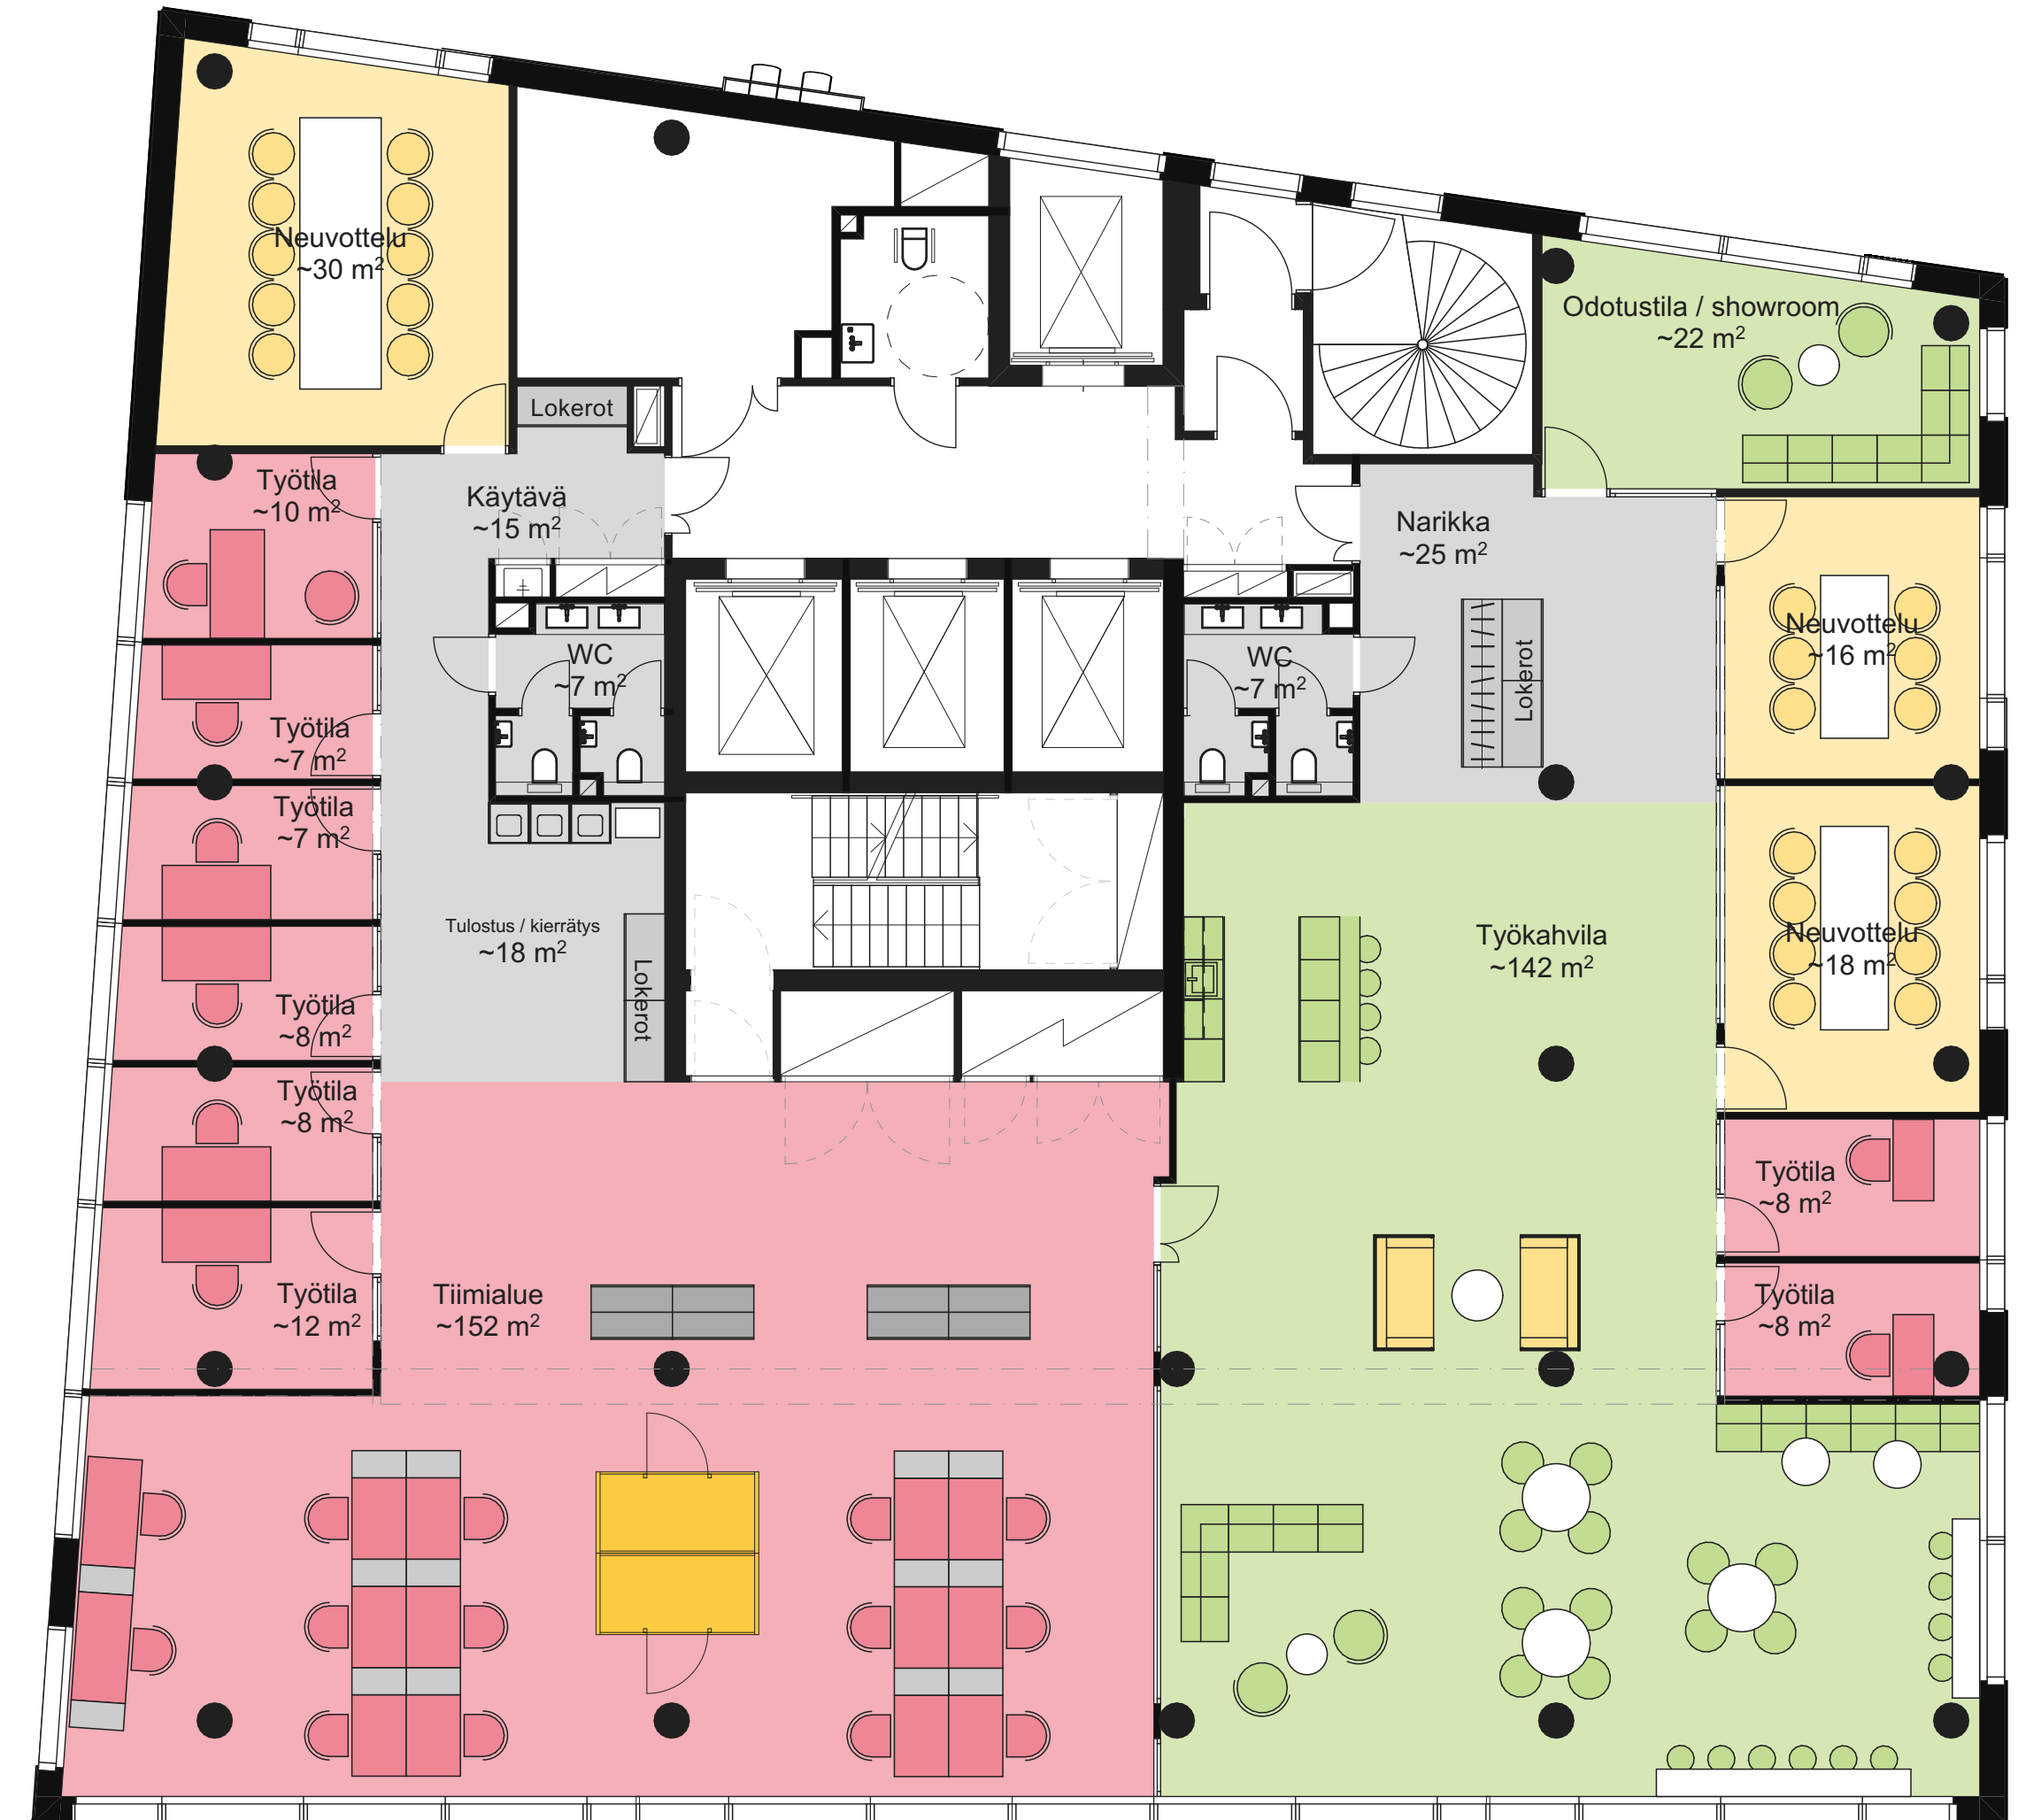 Neuvottelu
~30 m²
Lokerot
Odotustila / showroom
~22 m²
Työtila
~10 m²
Käytävä
~15 m²
Narikka
~25 m²
Neuvottelu
~16 m²
WC
~7 m²
WC
~7 m²
Lokerot
Työtila
~7 m²
Työtila
~7 m²
Tulostus / kierrätys
~18 m²
Lokerot
Työkahvila
~142 m²
Neuvottelu
~18 m²
Työtila
~8 m²
Työtila
~8 m²
Työtila
~8 m²
Työtila
~12 m²
Tiimialue
~152 m²
Työtila
~8 m²